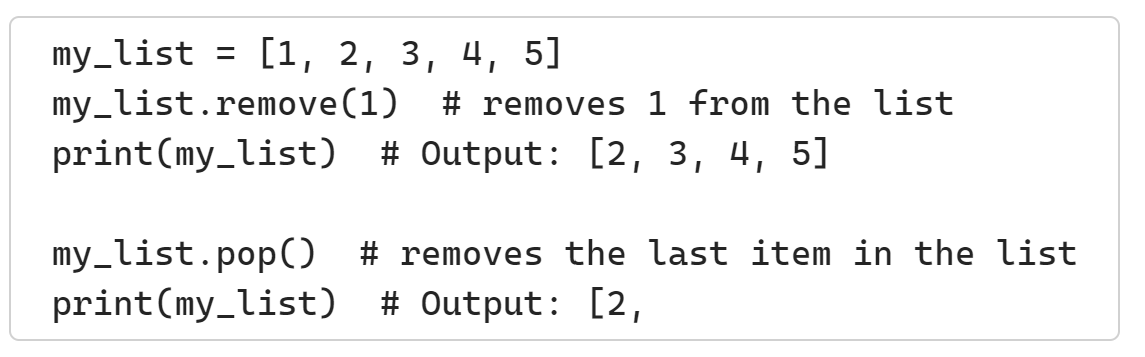 my_list = [1, 2, 3, 4, 5]
my_list.remove(1)  # removes 1 from the list
print(my_list)  # Output: [2, 3, 4, 5]
my_list.pop()  # removes the last item in the list
print(my_list)  # Output: [2,